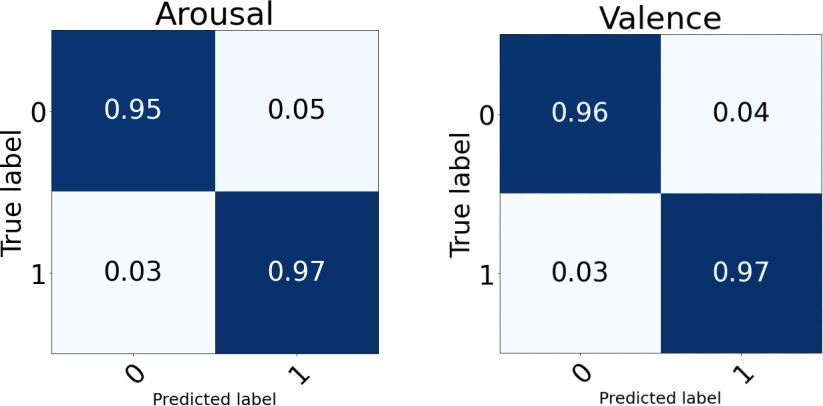 Arousal
True label
0
0.95
0.05
1
0.03
0.97
0
1
Predicted label
Valence
True label
0
0.96
0.04
1
0.03
0.97
0
1
Predicted label